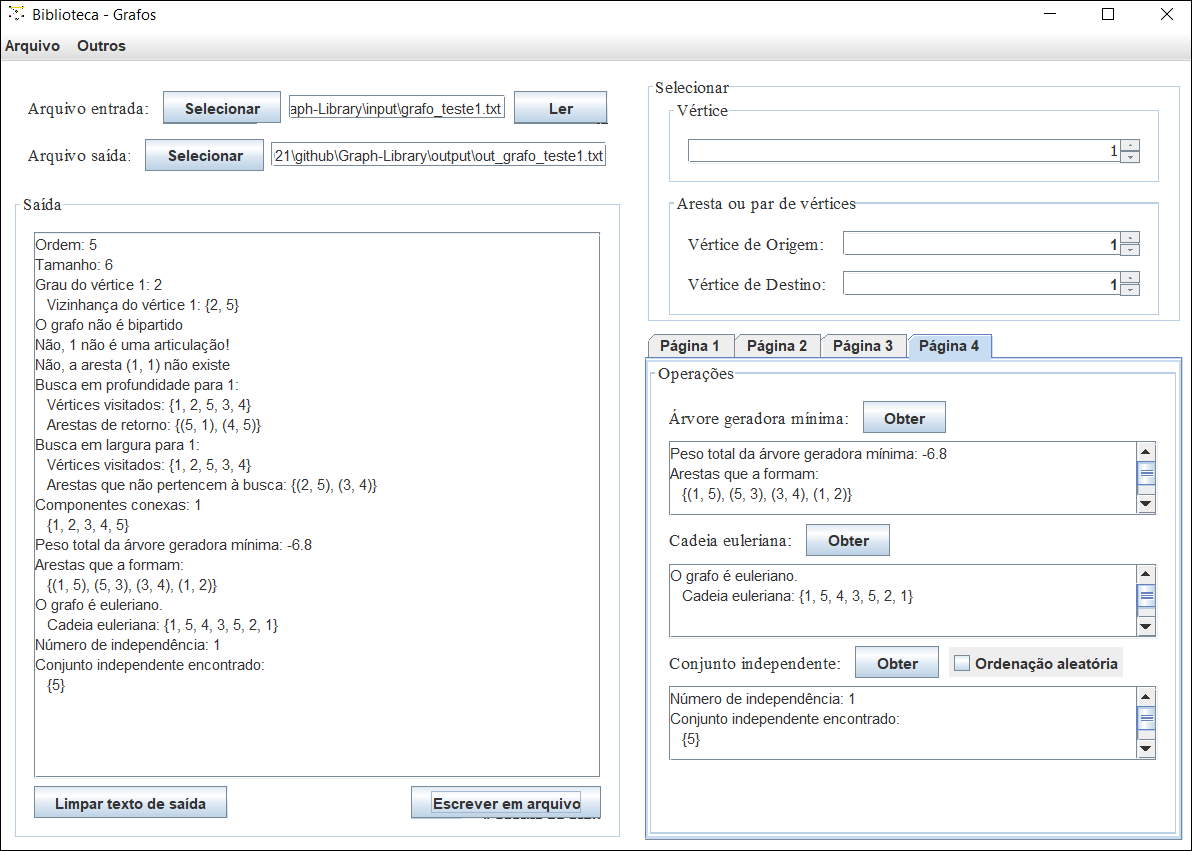 Biblioteca - Grafos
Arquivo Outros
Arquivo entrada: Selecionar aph-Library\input\grafo_teste1.txt Ler
Arquivo saída: Selecionar 21\github\Graph-Library\output\out_grafo_teste1.txt
Saída
Ordem: 5
Tamanho: 6
Grau do vértice 1: 2
Vizinhança do vértice 1: {2, 5}
O grafo não é bipartido
Não, 1 não é uma articulação!
Não, a aresta (1, 1) não existe
Busca em profundidade para 1:
Vértices visitados: {1, 2, 5, 3, 4}
Arestas de retorno: {(5, 1), (4, 5)}
Busca em largura para 1:
Vértices visitados: {1, 2, 5, 3, 4}
Arestas que não pertencem à busca: {(2, 5), (3, 4)}
Componentes conexas: 1
{1, 2, 3, 4, 5}
Peso total da árvore geradora mínima: -6.8
Arestas que a formam:
{(1, 5), (5, 3), (3, 4), (1, 2)}
O grafo é euleriano.
Cadeia euleriana: {1, 5, 4, 3, 5, 2, 1}
Número de independência: 1
Conjunto independente encontrado:
{5}
Limpar texto de saída Escrever em arquivo
Selecionar
Vértice
1
Aresta ou par de vértices
Vértice de Origem: 1
Vértice de Destino: 1
Página 1 Página 2 Página 3 Página 4
Operações
Árvore geradora mínima: Obter
Peso total da árvore geradora mínima: -6.8
Arestas que a formam:
{(1, 5), (5, 3), (3, 4), (1, 2)}
Cadeia euleriana: Obter
O grafo é euleriano.
Cadeia euleriana: {1, 5, 4, 3, 5, 2, 1}
Conjunto independente: Obter Ordenação aleatória
Número de independência: 1
Conjunto independente encontrado:
{5}